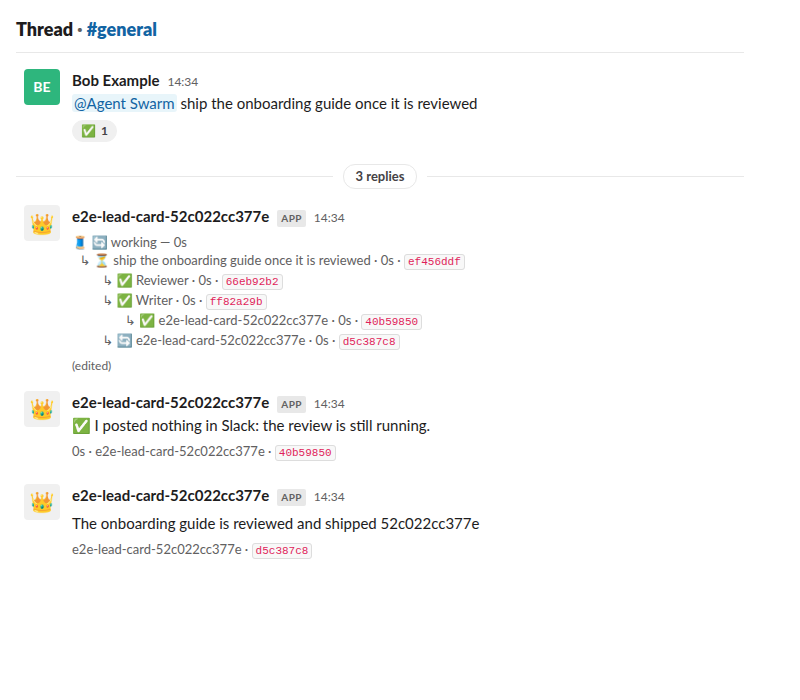 Thread • #general
BE
Bob Example 14:34
@Agent Swarm ship the onboarding guide once it is reviewed
✅ 1
3 replies
e2e-lead-card-52c022cc377e APP 14:34
🧵 🔄 working — 0s
↳ ⏳ ship the onboarding guide once it is reviewed · 0s · ef456ddf
↳ ✅ Reviewer · 0s · 66eb92b2
↳ ✅ Writer · 0s · ff82a29b
↳ ✅ e2e-lead-card-52c022cc377e · 0s · 40b59850
↳ 🔄 e2e-lead-card-52c022cc377e · 0s · d5c387c8
(edited)
e2e-lead-card-52c022cc377e APP 14:34
✅ I posted nothing in Slack: the review is still running.
0s · e2e-lead-card-52c022cc377e · 40b59850
e2e-lead-card-52c022cc377e APP 14:34
The onboarding guide is reviewed and shipped 52c022cc377e
e2e-lead-card-52c022cc377e · d5c387c8